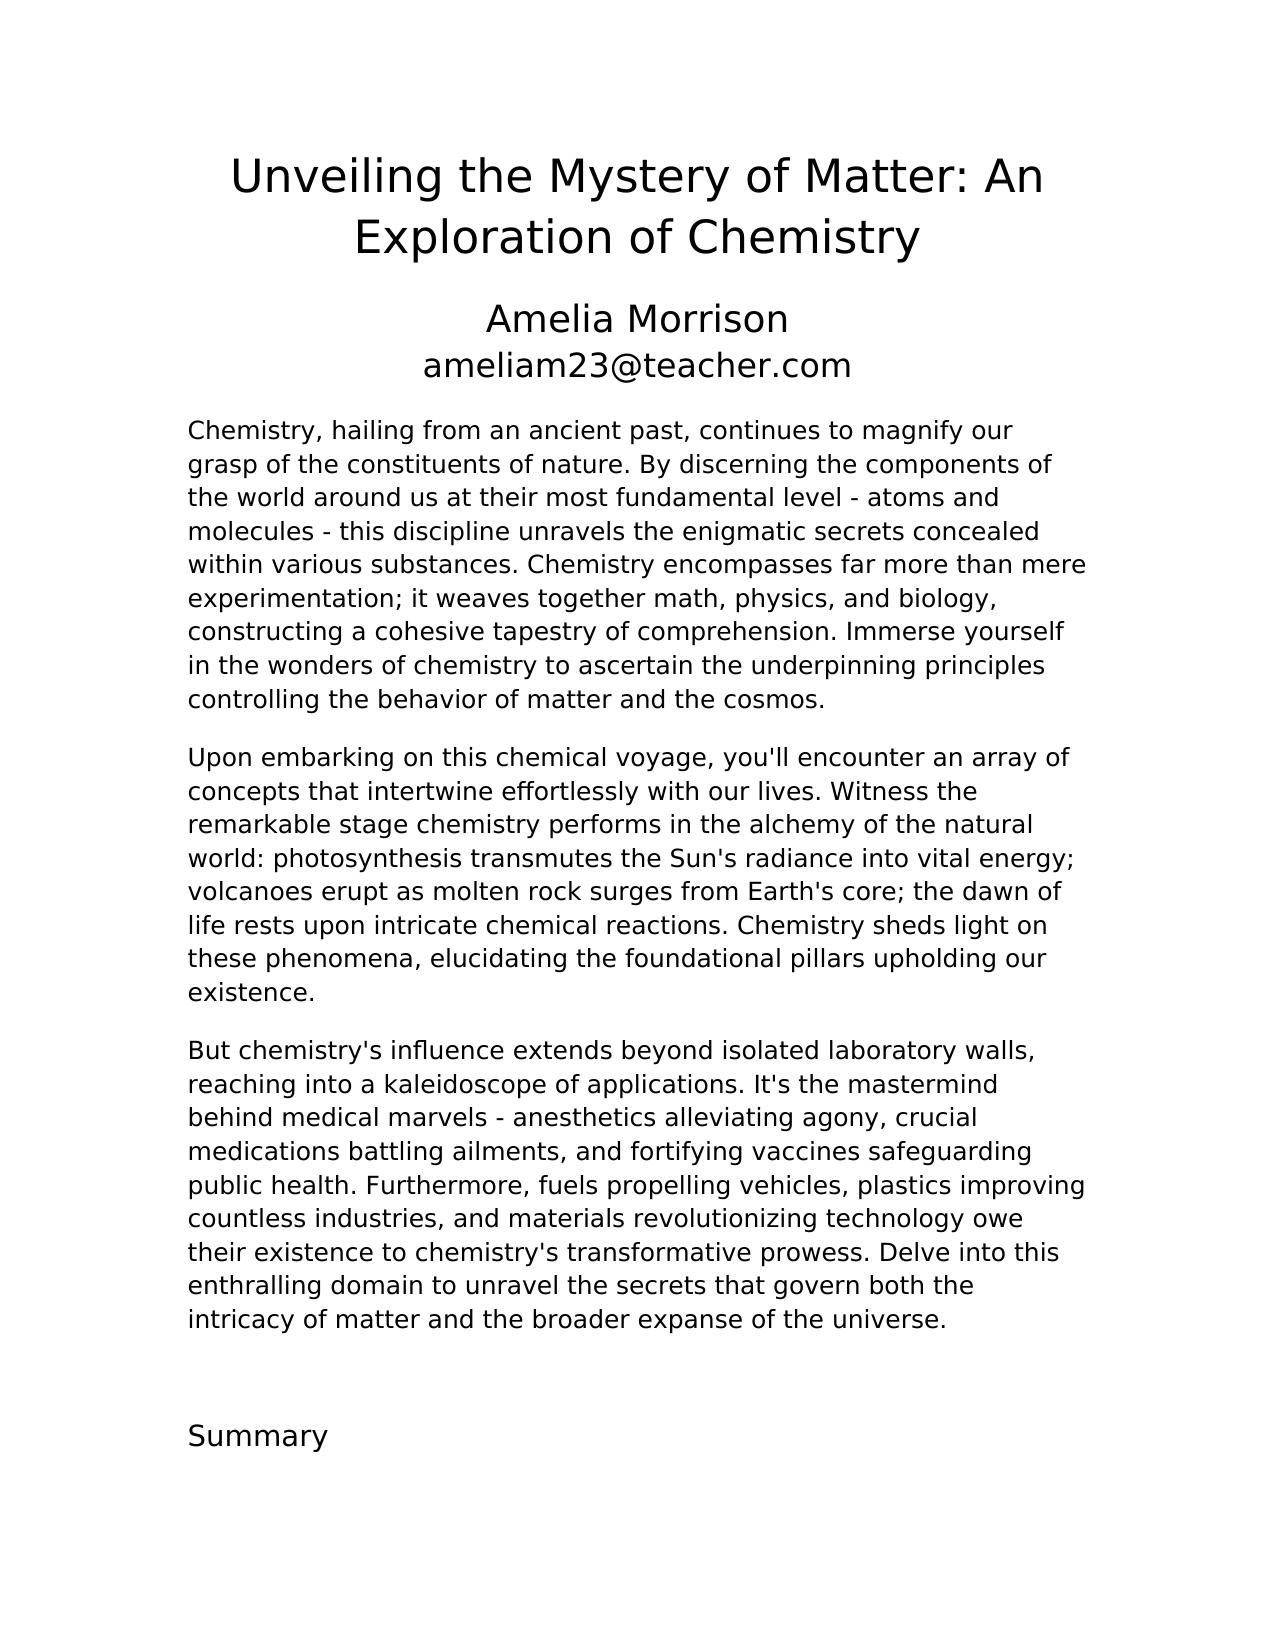 Unveiling the Mystery of Matter: An
Exploration of Chemistry
Amelia Morrison
ameliam23@teacher.com
Chemistry, hailing from an ancient past, continues to magnify our
grasp of the constituents of nature. By discerning the components of
the world around us at their most fundamental level - atoms and
molecules - this discipline unravels the enigmatic secrets concealed
within various substances. Chemistry encompasses far more than mere
experimentation; it weaves together math, physics, and biology,
constructing a cohesive tapestry of comprehension. Immerse yourself
in the wonders of chemistry to ascertain the underpinning principles
controlling the behavior of matter and the cosmos.
Upon embarking on this chemical voyage, you'll encounter an array of
concepts that intertwine effortlessly with our lives. Witness the
remarkable stage chemistry performs in the alchemy of the natural
world: photosynthesis transmutes the Sun's radiance into vital energy;
volcanoes erupt as molten rock surges from Earth's core; the dawn of
life rests upon intricate chemical reactions. Chemistry sheds light on
these phenomena, elucidating the foundational pillars upholding our
existence.
But chemistry's influence extends beyond isolated laboratory walls,
reaching into a kaleidoscope of applications. It's the mastermind
behind medical marvels - anesthetics alleviating agony, crucial
medications battling ailments, and fortifying vaccines safeguarding
public health. Furthermore, fuels propelling vehicles, plastics improving
countless industries, and materials revolutionizing technology owe
their existence to chemistry's transformative prowess. Delve into this
enthralling domain to unravel the secrets that govern both the
intricacy of matter and the broader expanse of the universe.
Summary